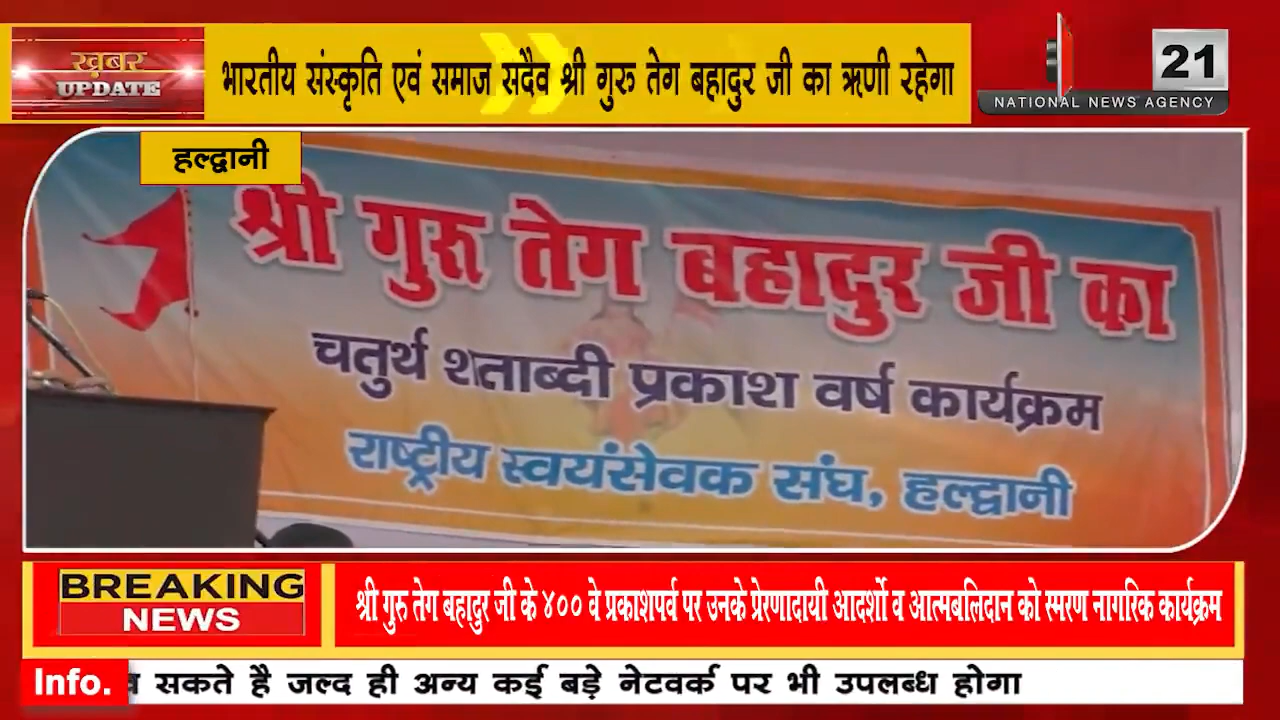 ख़बर
UPDATE
भारतीय संस्कृति एवं समाज सदैव श्री गुरु तेग बहादुर जी का ऋणी रहेगा
21
NATIONAL NEWS AGENCY
हल्द्वानी
श्री गुरु तेग बहादुर जी का
चतुर्थ शताब्दी प्रकाश वर्ष कार्यक्रम
राष्ट्रीय स्वयंसेवक संघ, हल्द्वानी
BREAKING
NEWS
श्री गुरु तेग बहादुर जी के ४०० वे प्रकाशपर्व पर उनके प्रेरणादायी आदर्शो व आत्मबलिदान को स्मरण नागरिक कार्यक्रम
Info.
सकते है जल्द ही अन्य कई बड़े नेटवर्क पर भी उपलब्ध होगा